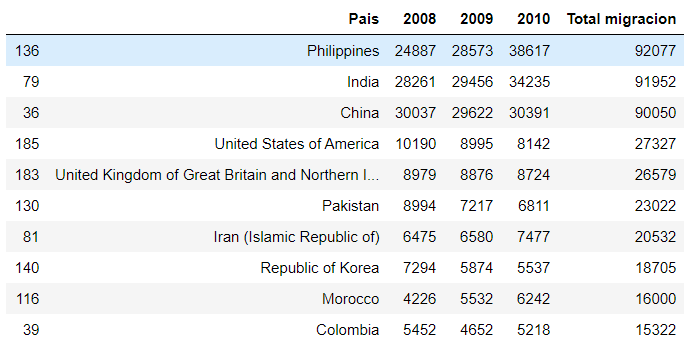 Pais 2008 2009 2010 Total migracion
136 Philippines 24887 28573 38617 92077
79 India 28261 29456 34235 91952
36 China 30037 29622 30391 90050
185 United States of America 10190 8995 8142 27327
183 United Kingdom of Great Britain and Northern I... 8979 8876 8724 26579
130 Pakistan 8994 7217 6811 23022
81 Iran (Islamic Republic of) 6475 6580 7477 20532
140 Republic of Korea 7294 5874 5537 18705
116 Morocco 4226 5532 6242 16000
39 Colombia 5452 4652 5218 15322